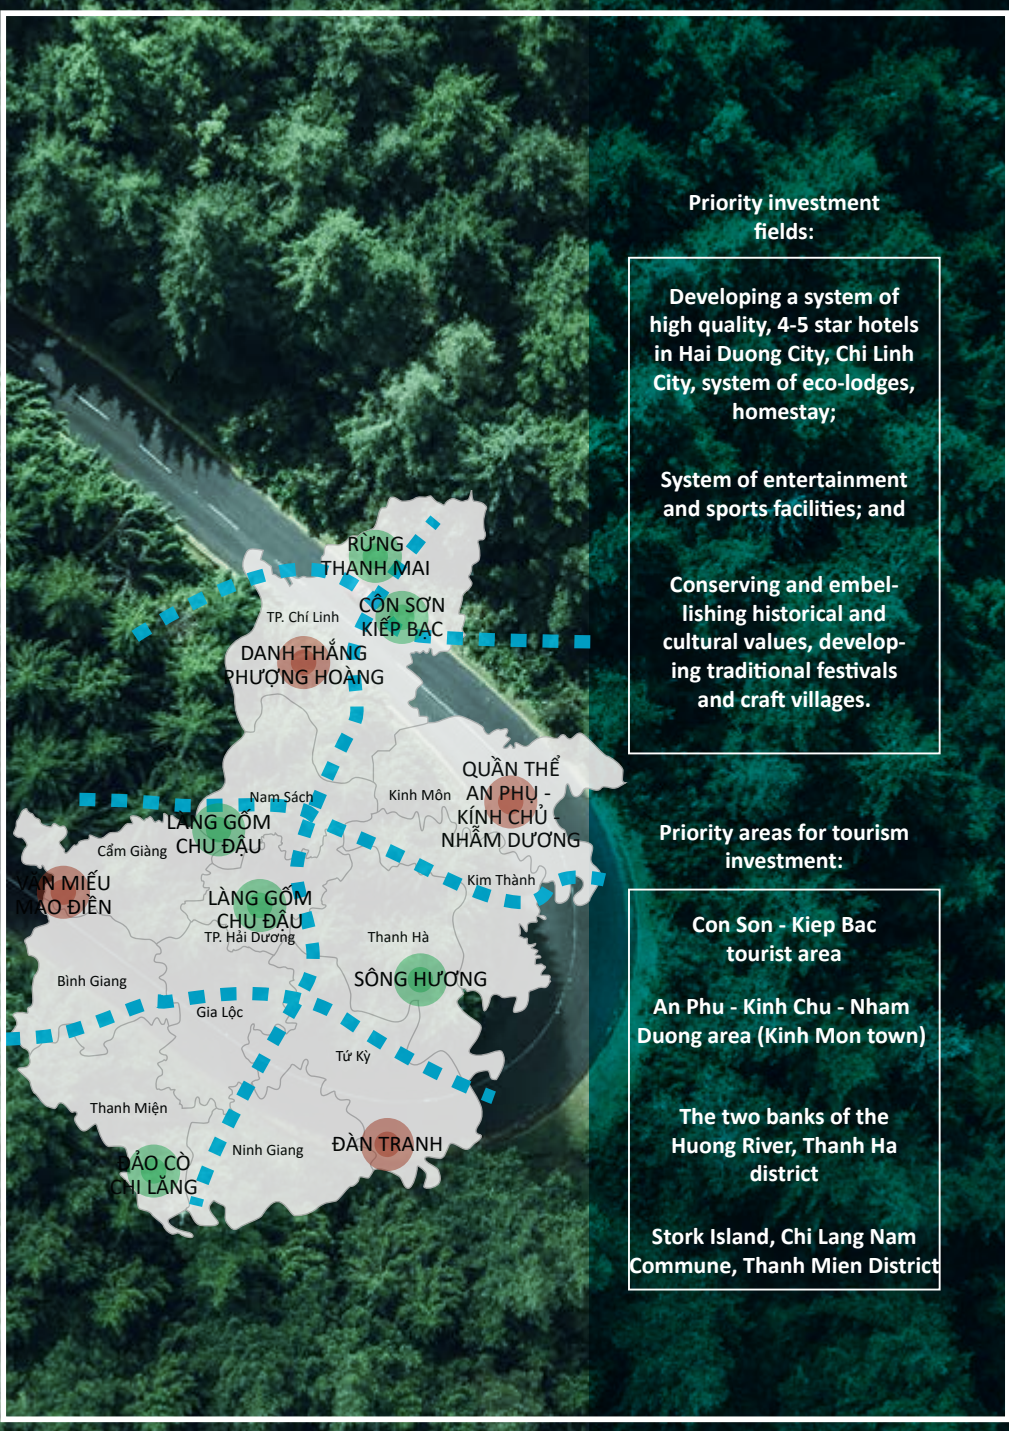 Priority investment
fields:
Developing a system of
high quality, 4-5 star hotels
in Hai Duong City, Chi Linh
City, system of eco-lodges,
homestay;
System of entertainment
and sports facilities; and
Conserving and embel-
lishing historical and
cultural values, develop-
ing traditional festivals
and craft villages.
Priority areas for tourism
investment:
Con Son - Kiep Bac
tourist area
An Phu - Kinh Chu - Nham
Duong area (Kinh Mon town)
The two banks of the
Huong River, Thanh Ha
district
Stork Island, Chi Lang Nam
Commune, Thanh Mien District
RỪNG
THANH MAI
CÔN SƠN
KIẾP BẠC
TP. Chí Linh
DANH THẮNG
PHƯỢNG HOÀNG
QUẦN THỂ
AN PHỤ -
KÍNH CHỦ -
NHẪM DƯƠNG
Nam Sách
Kinh Môn
LÀNG GỐM
CHU ĐẬU
Cẩm Giàng
VĂN MIẾU
MAO ĐIỀN
Kim Thành
LÀNG GỐM
CHU ĐẬU
TP. Hải Dương
Thanh Hà
SÔNG HƯƠNG
Bình Giang
Gia Lộc
Tứ Kỳ
Thanh Miện
Ninh Giang
ĐÀN TRANH
ĐẢO CÒ
CHI LĂNG